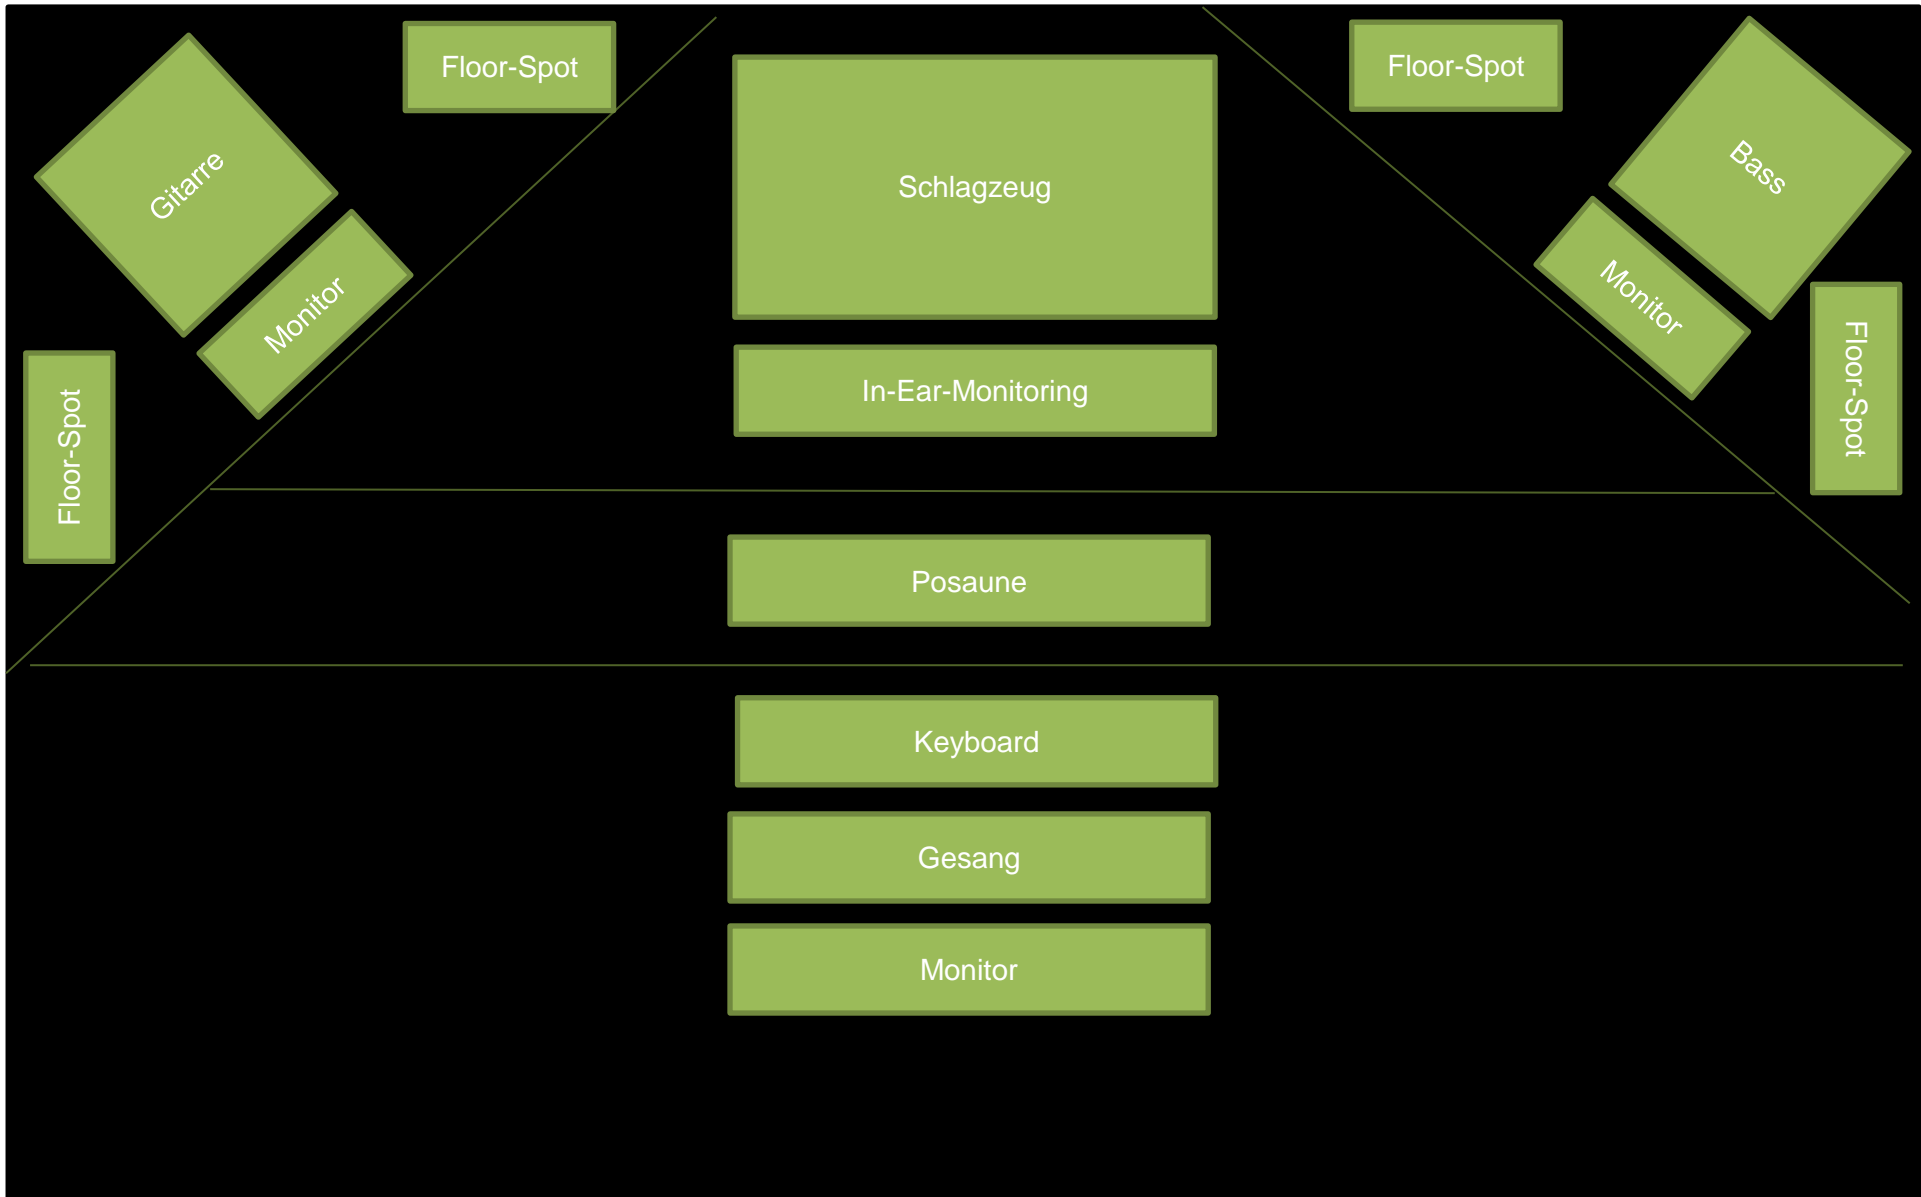 Floor-Spot
Floor-Spot
Gitarre
Schlagzeug
Bass
Monitor
Monitor
In-Ear-Monitoring
Floor-Spot
Floor-Spot
Posaune
Keyboard
Gesang
Monitor